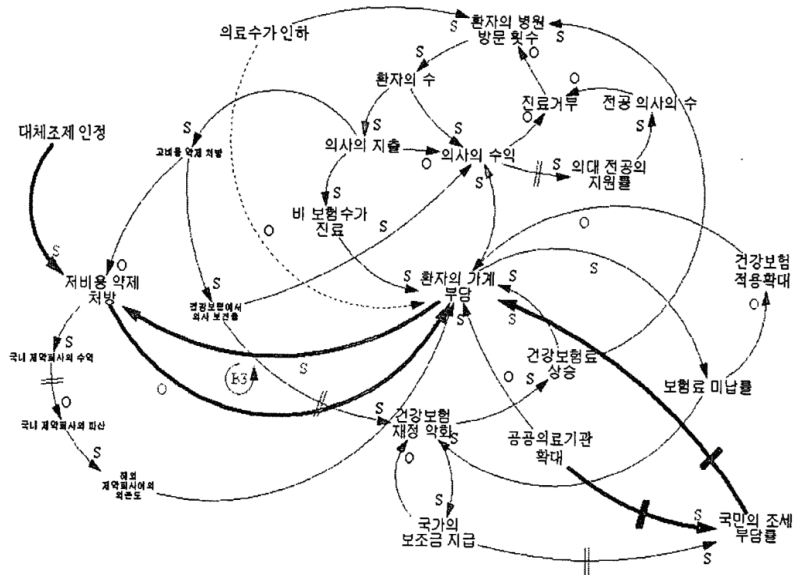 의료수가 인하
환자의 병원
방문 횟수
S
S
S
O
환자의 수
O
진료거부
전공 의사의 수
대체조제 인정
S
고비용 약제 처방
S
의사의 지출
S
의사의 수익
O
O
S
S
의대 전공의
지원률
S
비 보험수가
진료
S
O
S
O
S
O
저비용 약제
처방
S
건강보험에서
의사 보전율
S
환자의 가계
부담
S
S
S
S
건강보험
적용확대
O
국내 제약회사의 수익
S
B3
S
O
건강보험료
상승
O
S
보험료 미납률
S
O
국내 제약회사의 파산
S
건강보험
재정 악화
S
공공의료기관
확대
S
해외
제약회사에의
의존도
O
S
국가의
보조금 지급
S
국민의 조세
부담률
S